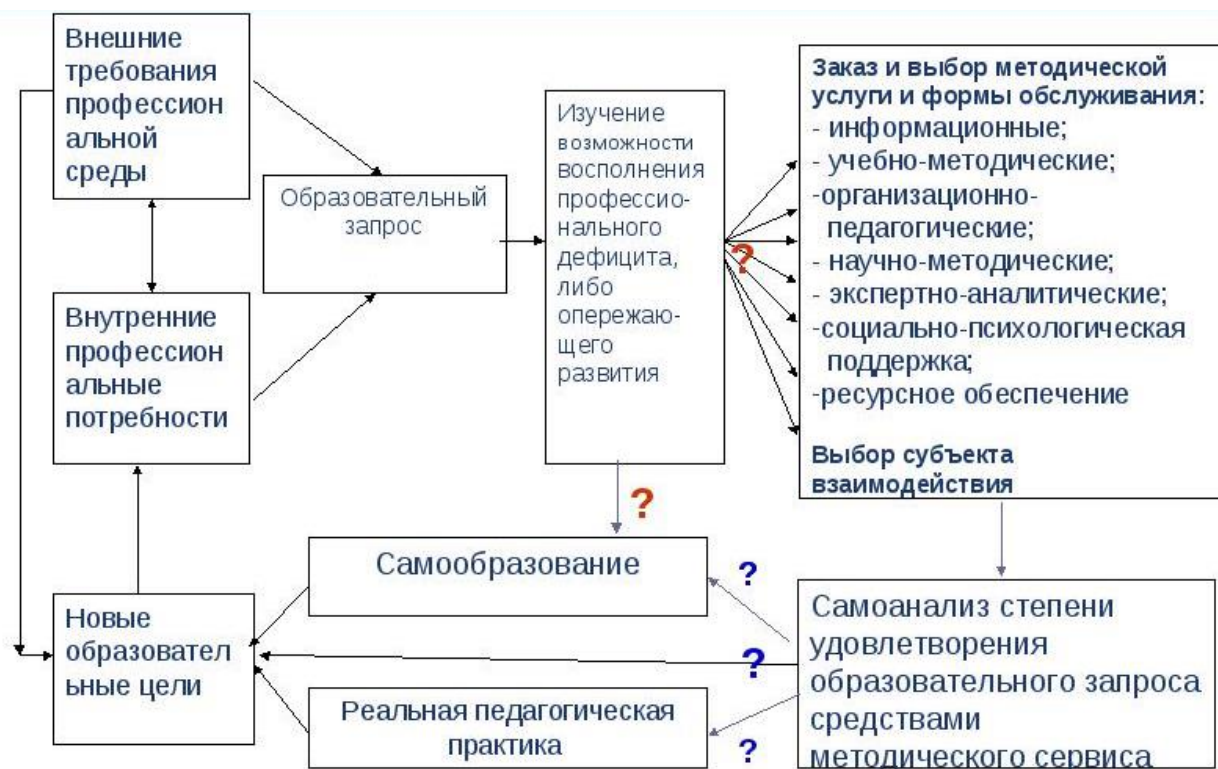 Внешние
требования
профессион
альной
среды
Образовательный
запрос
Внутренние
профессион
альные
потребности
Изучение
возможности
восполнения
профессио-
нального
дефицита,
либо
опережаю-
щего
развития
?
?
Заказ и выбор методической
услуги и формы обслуживания:
- информационные;
- учебно-методические;
-организационно-
педагогические;
- научно-методические;
- экспертно-аналитические;
-социально-психологическая
поддержка;
-ресурсное обеспечение
Выбор субъекта
взаимодействия
Самообразование
?
Новые
образовател
ьные цели
?
Реальная педагогическая
практика
?
Самоанализ степени
удовлетворения
образовательного запроса
средствами
методического сервиса